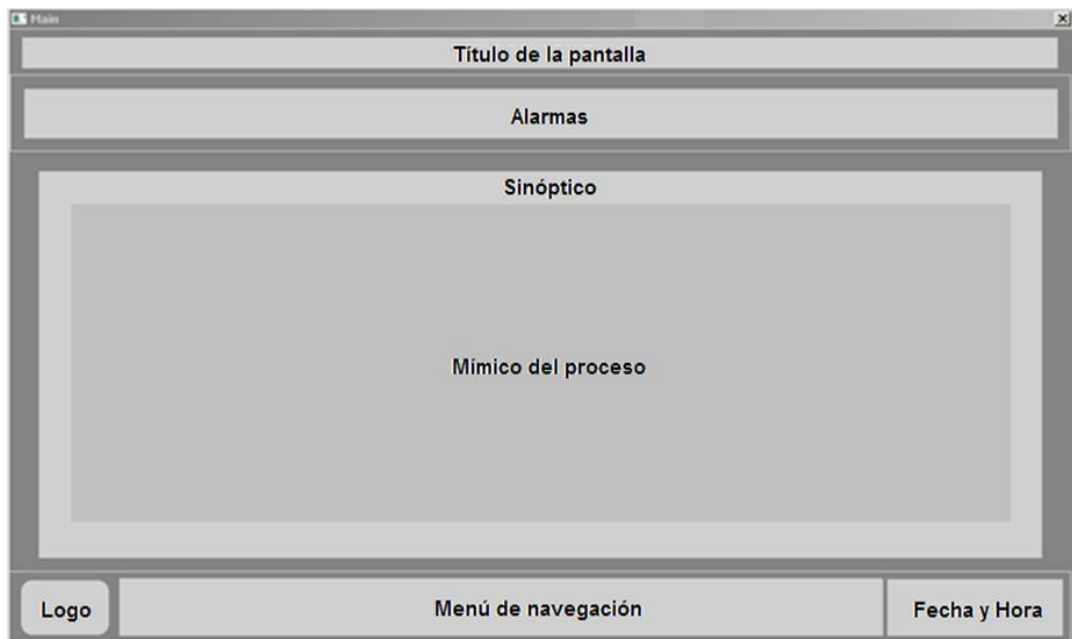 Main
Título de la pantalla
Alarmas
Sinóptico
Mímico del proceso
Logo
Menú de navegación
Fecha y Hora